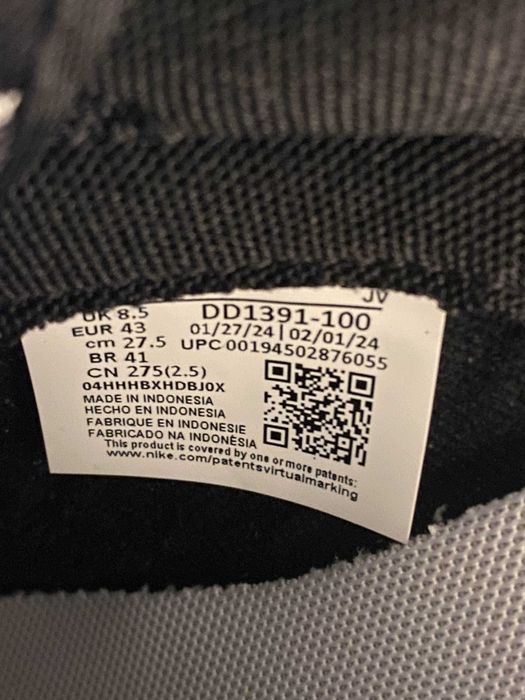 JV
UK 8.5
DD1391-100
EUR 43
01/27/24 | 02/01/24
cm 27.5
UPC 00194502876055
BR 41
CN 275(2.5)
04HHHBXHDBJ0X
MADE IN INDONESIA
HECHO EN INDONESIA
FABRIQUE EN INDONESIE
FABRICADO NA INDONÉSIA
This product is covered by one or more patents:
www.nike.com/patentsvirtualmarking